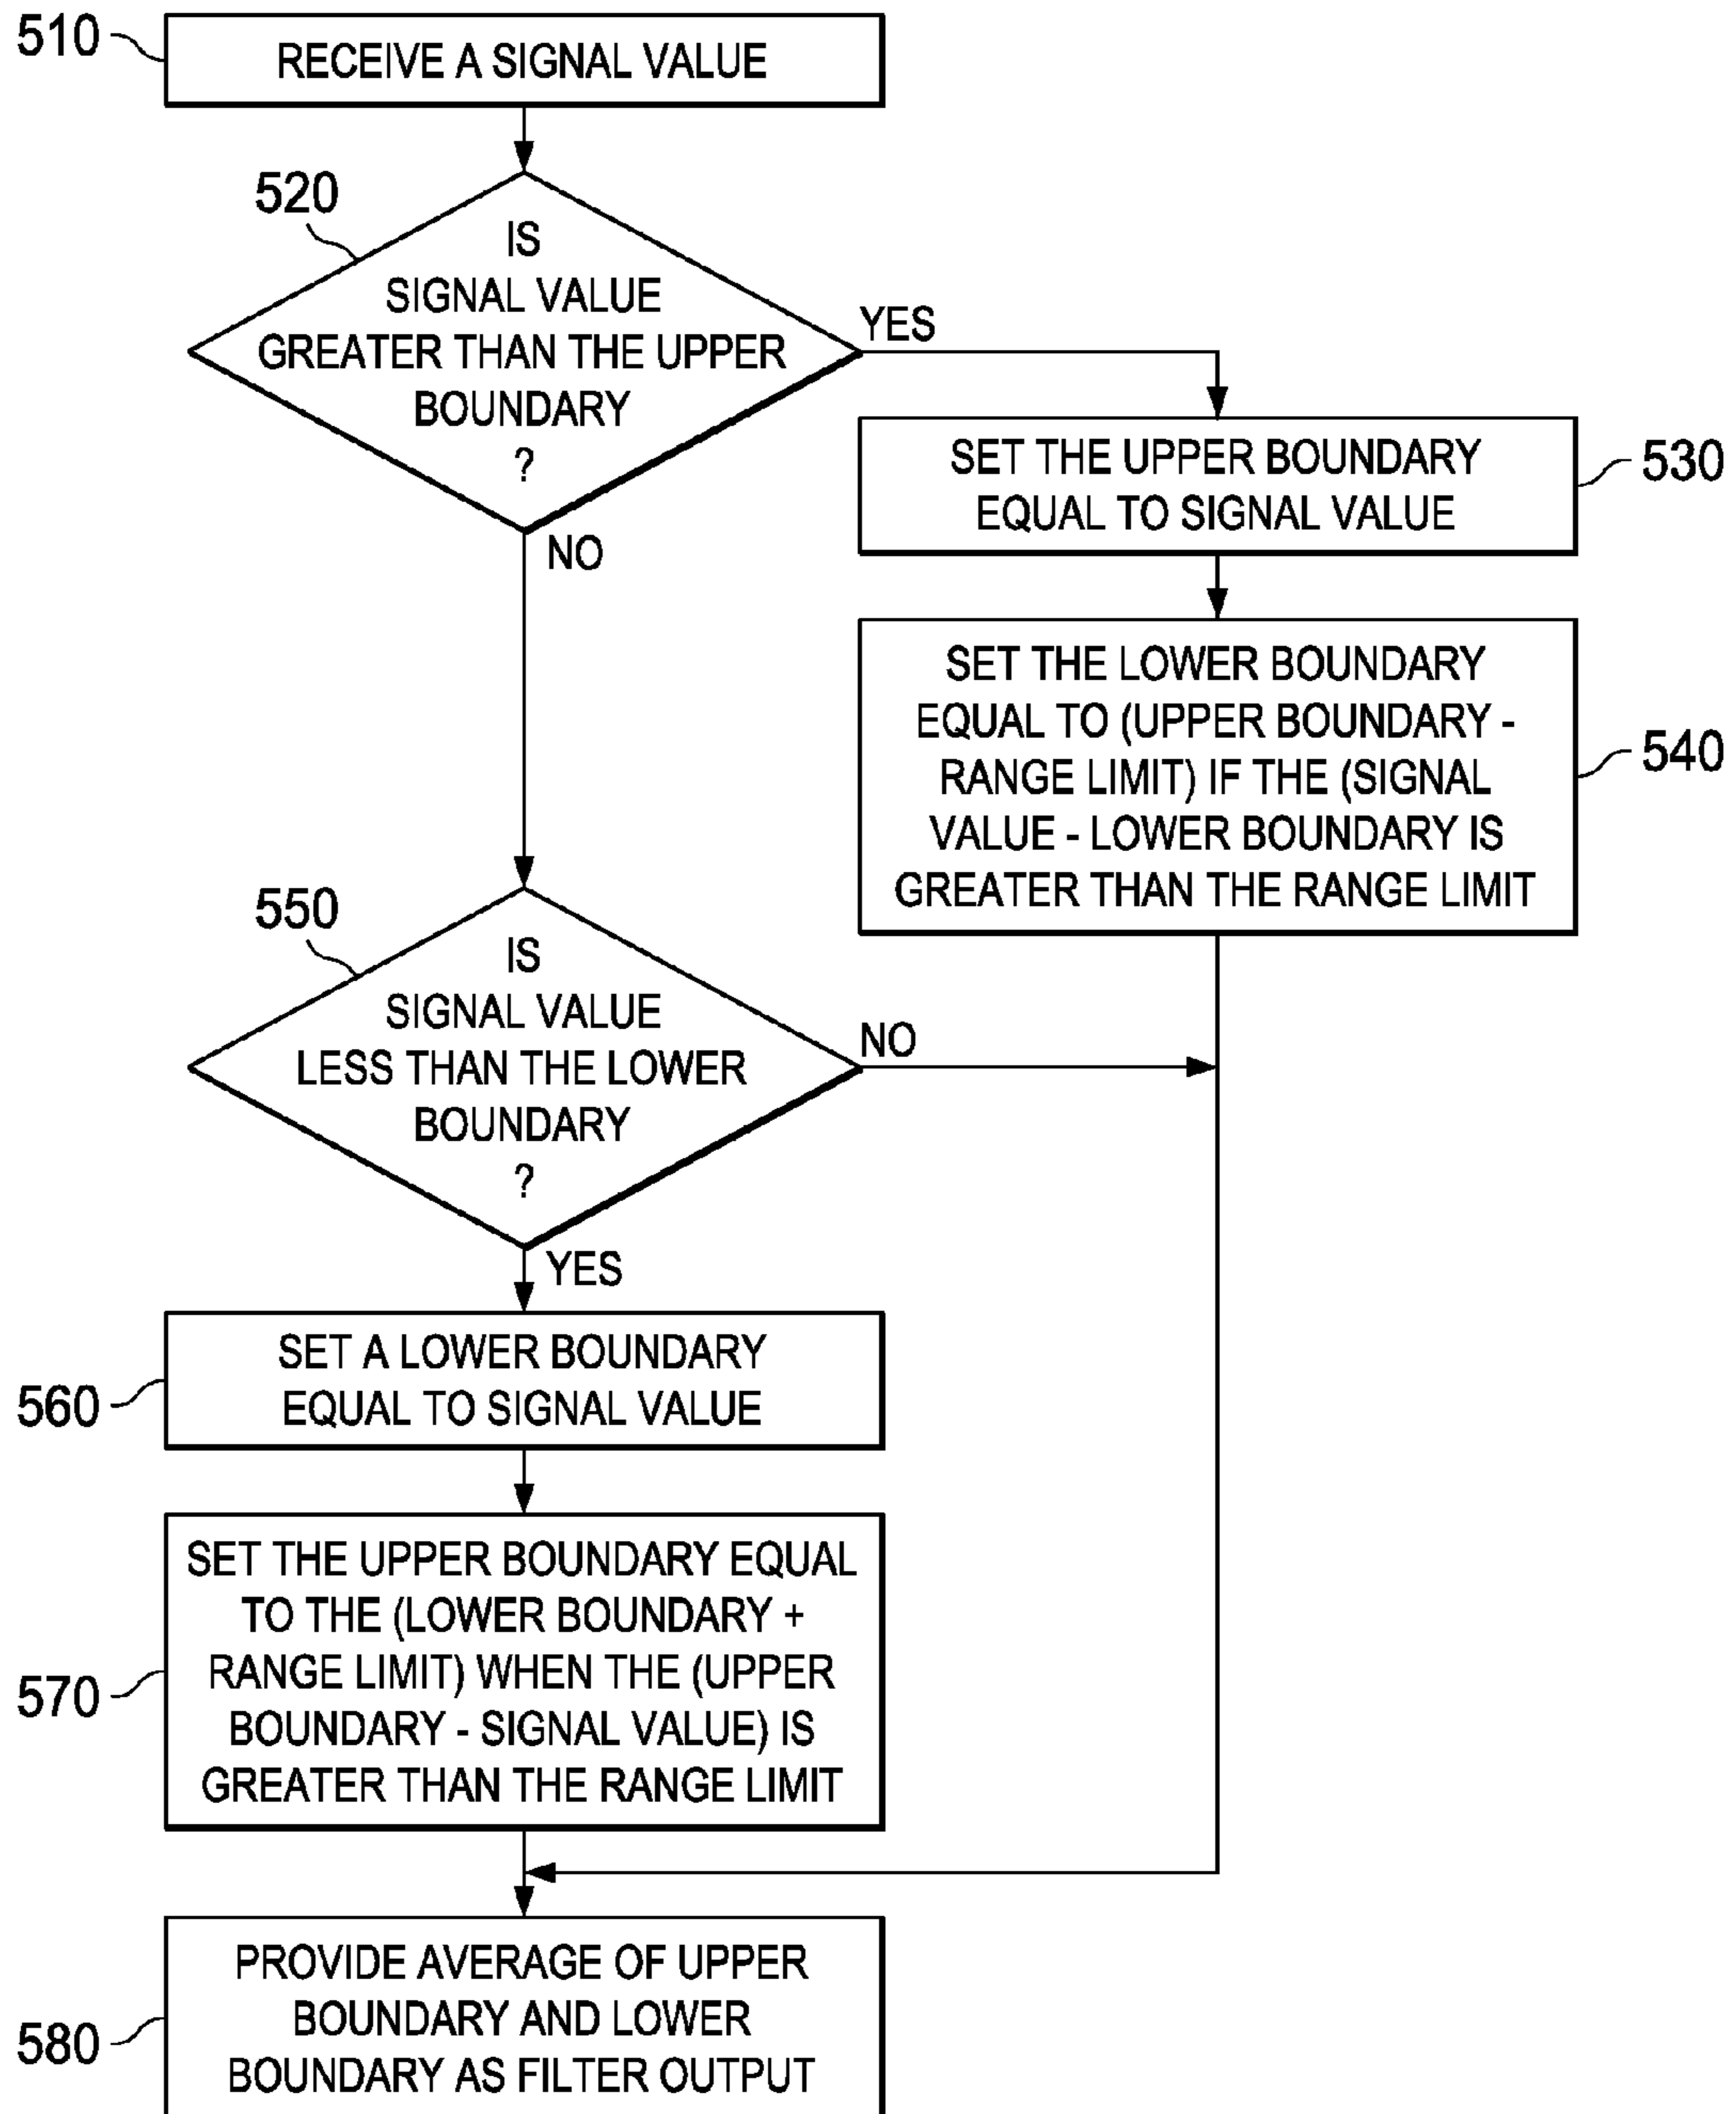 510
RECEIVE A SIGNAL VALUE
520
IS
SIGNAL VALUE
GREATER THAN THE UPPER
BOUNDARY
?
YES
NO
SET THE UPPER BOUNDARY
EQUAL TO SIGNAL VALUE
530
SET THE LOWER BOUNDARY
EQUAL TO (UPPER BOUNDARY -
RANGE LIMIT) IF THE (SIGNAL
VALUE - LOWER BOUNDARY IS
GREATER THAN THE RANGE LIMIT
540
550
IS
SIGNAL VALUE
LESS THAN THE LOWER
BOUNDARY
?
NO
YES
560
SET A LOWER BOUNDARY
EQUAL TO SIGNAL VALUE
570
SET THE UPPER BOUNDARY EQUAL
TO THE (LOWER BOUNDARY +
RANGE LIMIT) WHEN THE (UPPER
BOUNDARY - SIGNAL VALUE) IS
GREATER THAN THE RANGE LIMIT
580
PROVIDE AVERAGE OF UPPER
BOUNDARY AND LOWER
BOUNDARY AS FILTER OUTPUT